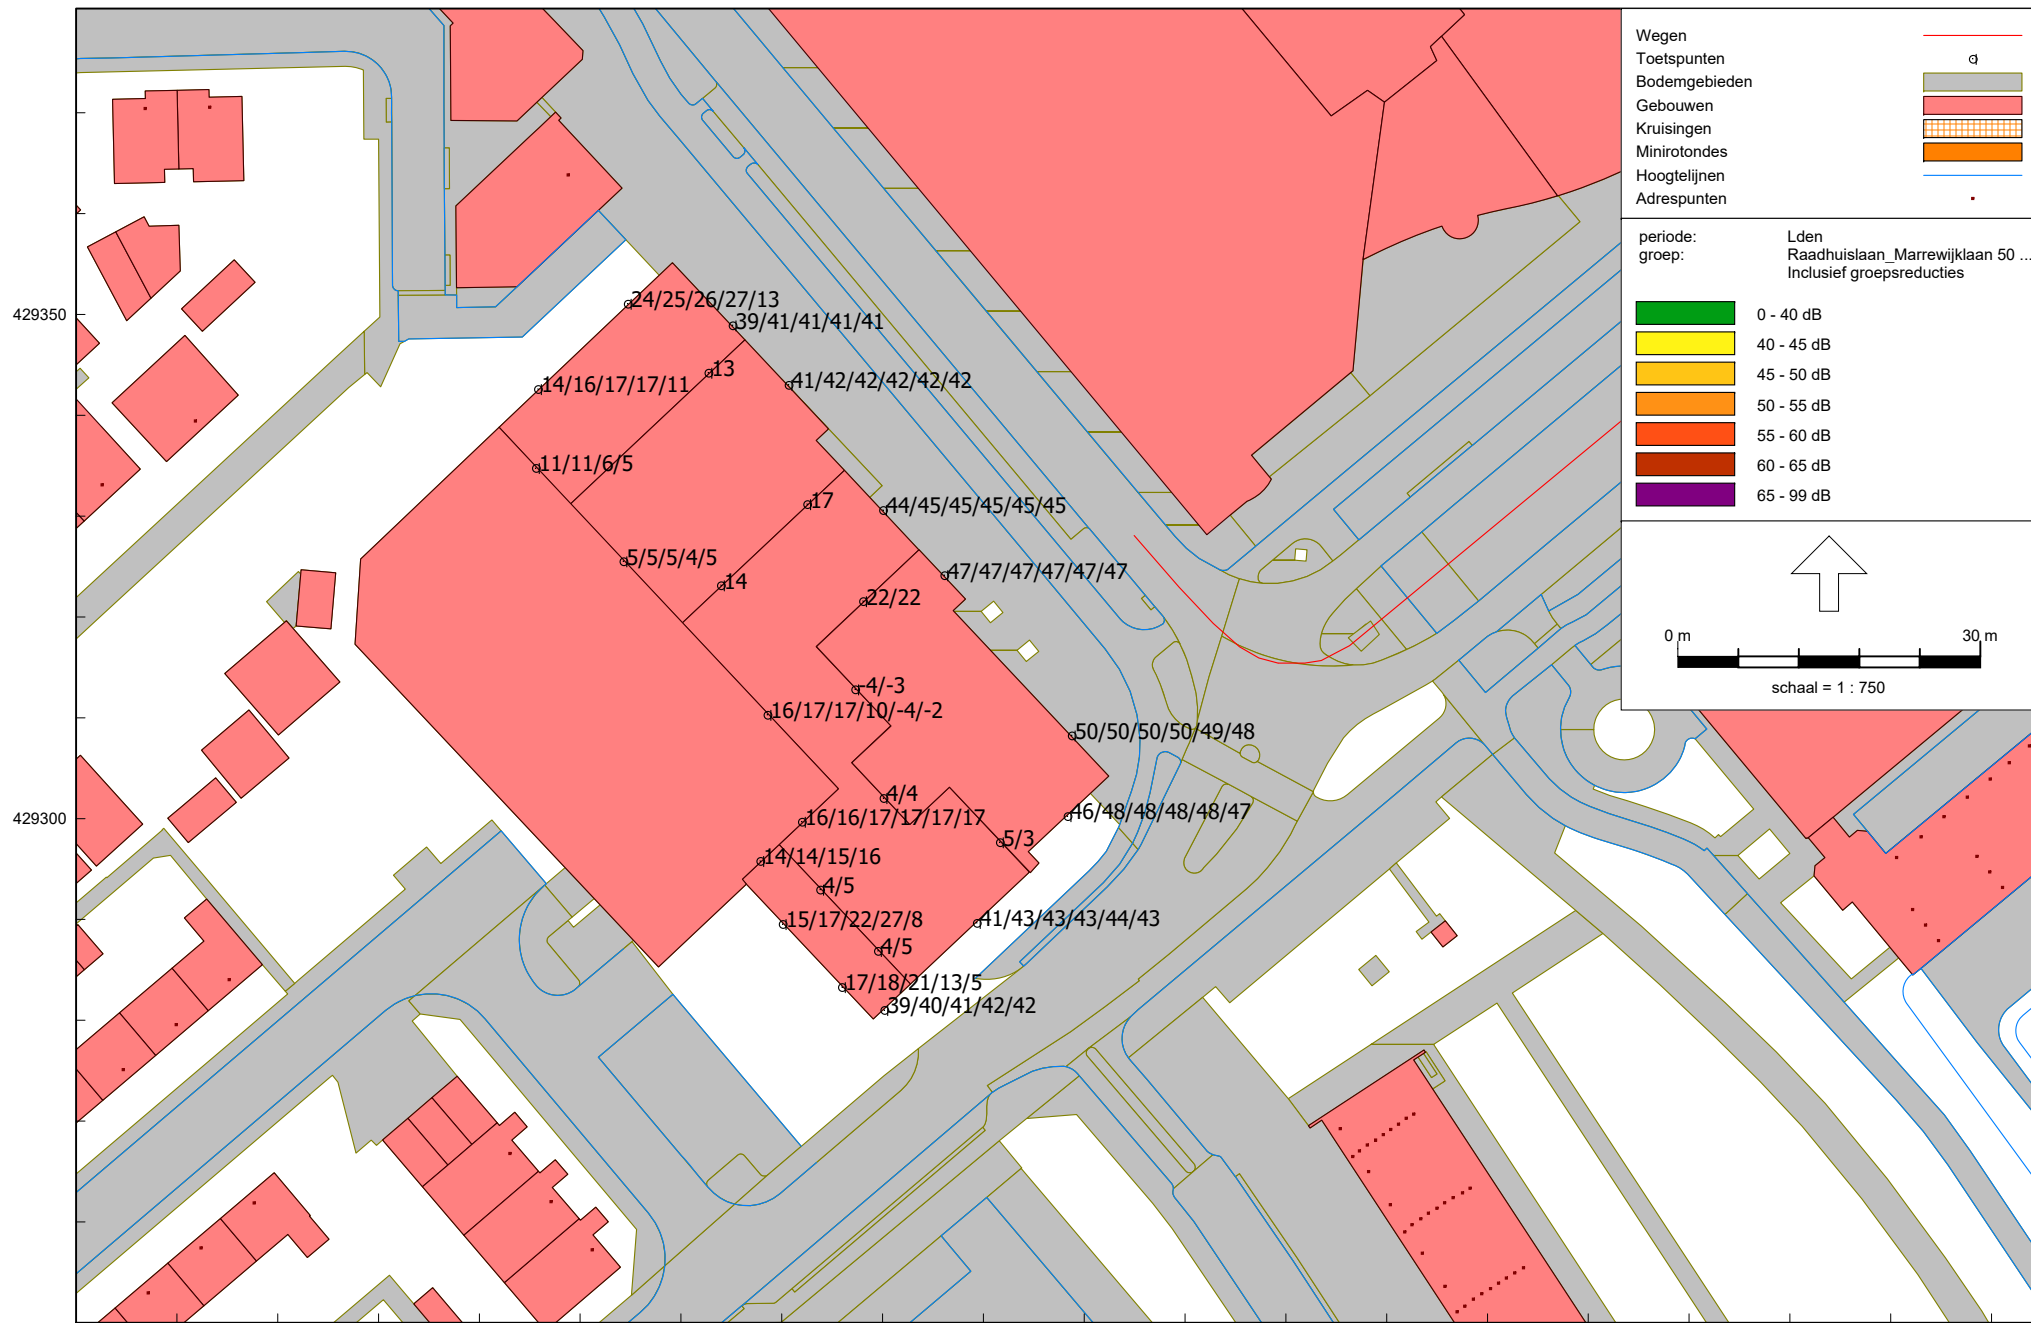 Wegen
Toetspunten
Bodemgebieden
Gebouwen
Kruisingen
Minirotondes
Hoogtelijnen
Adrespunten
periode: Lden
groep: Raadhuislaan_Marrewijklaan 50 ...
Inclusief groepsreducties
0 - 40 dB
40 - 45 dB
45 - 50 dB
50 - 55 dB
55 - 60 dB
60 - 65 dB
65 - 99 dB
0 m 30 m
schaal = 1 : 750
429350
429300
24/25/26/27/13
39/41/41/41/41
13
14/16/17/17/11
41/42/42/42/42/42
11/11/6/5
17
44/45/45/45/45/45
5/5/5/4/5
14
47/47/47/47/47/47
22/22
-4/-3
16/17/17/10/-4/-2
50/50/50/50/49/48
4/4
16/16/17/17/17/17
46/48/48/48/48/47
5/3
14/14/15/16
4/5
15/17/22/27/8
41/43/43/43/44/43
4/5
17/18/21/13/5
39/40/41/42/42